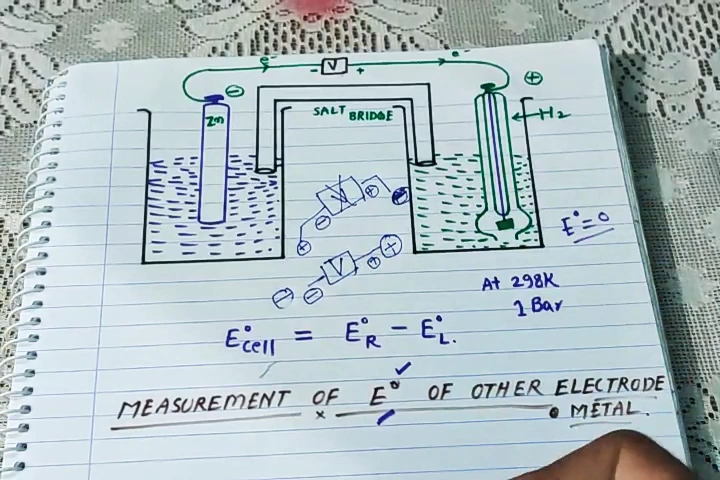 e⁻ - V + e⁻
⊖ ⊕
Zn
SALT BRIDGE
H₂
V ⊕
⊖
⊕
V ⊕ ⊕
⊖ ⊖
E° = 0
At 298K
1 Bar
E°cell = E°R - E°L.
MEASUREMENT OF E° OF OTHER ELECTRODE
× • METAL.